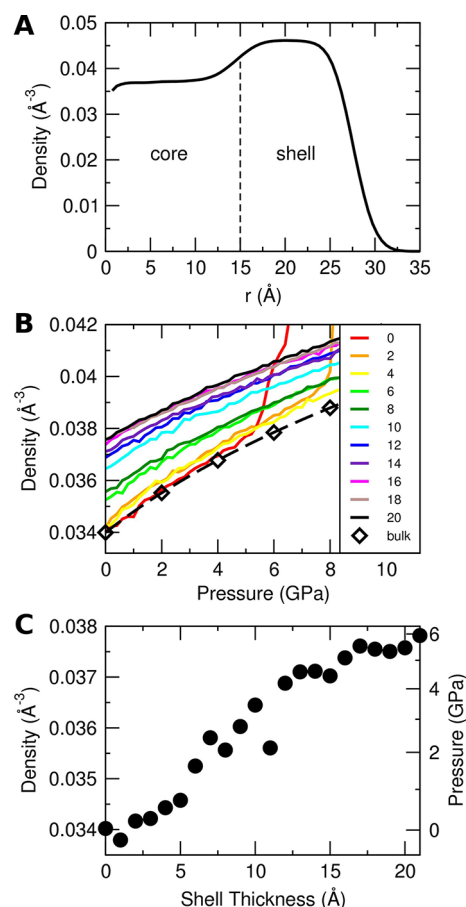 A
0.05
0.04
0.03
0.02
0.01
0
Density (Å⁻³)
core
shell
0 5 10 15 20 25 30 35
r (Å)
B
0.042
0.04
0.038
0.036
0.034
Density (Å⁻³)
0
2
4
6
8
10
12
14
16
18
20
bulk
0 2 4 6 8 10
Pressure (GPa)
C
0.038
0.037
0.036
0.035
0.034
Density (Å⁻³)
6
4
2
0
Pressure (GPa)
0 5 10 15 20
Shell Thickness (Å)